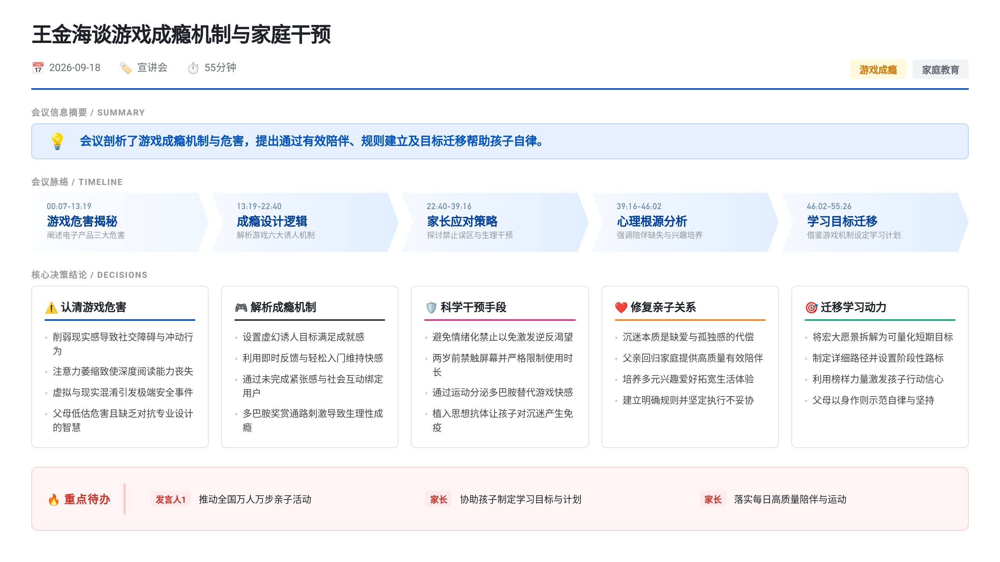 王金海谈游戏成瘾机制与家庭干预
2026-09-18 宣讲会 55分钟
游戏成瘾 家庭教育
会议信息摘要 / SUMMARY
会议剖析了游戏成瘾机制与危害，提出通过有效陪伴、规则建立及目标迁移帮助孩子自律。
会议脉络 / TIMELINE
00:07-13:19
游戏危害揭秘
阐述电子产品三大危害
13:19-22:40
成瘾设计逻辑
解析游戏六大诱人机制
22:40-39:16
家长应对策略
探讨禁止误区与生理干预
39:16-46:02
心理根源分析
强调陪伴缺失与兴趣培养
46:02-55:26
学习目标迁移
借鉴游戏机制设定学习计划
核心决策结论 / DECISIONS
认清游戏危害
削弱现实感导致社交障碍与冲动行
为
注意力萎缩致使深度阅读能力丧失
虚拟与现实混淆引发极端安全事件
父母低估危害且缺乏对抗专业设计
的智慧
解析成瘾机制
设置虚幻诱人目标满足成就感
利用即时反馈与轻松入门维持快感
通过未完成紧张感与社会互动绑定
用户
多巴胺奖赏通路刺激导致生理性成
瘾
科学干预手段
避免情绪化禁止以免激发逆反渴望
两岁前禁触屏幕并严格限制使用时
长
通过运动分泌多巴胺替代游戏快感
植入思想抗体让孩子对沉迷产生免
疫
修复亲子关系
沉迷本质是缺爱与孤独感的代偿
父亲回归家庭提供高质量有效陪伴
培养多元兴趣爱好拓宽生活体验
建立明确规则并坚定执行不妥协
迁移学习动力
将宏大愿景拆解为可量化短期目标
制定详细路径并设置阶段性路标
利用榜样力量激发孩子行动信心
父母以身作则示范自律与坚持
重点待办
发言人1 推动全国万人万步亲子活动
家长 协助孩子制定学习目标与计划
家长 落实每日高质量陪伴与运动